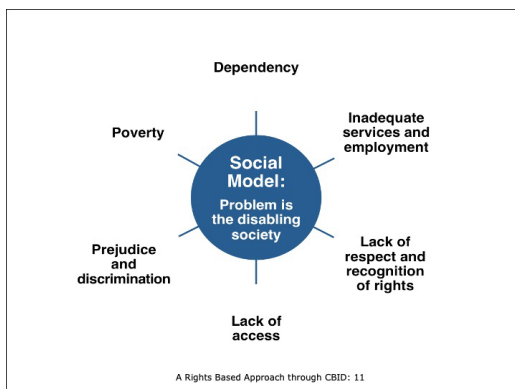 Dependency
Inadequate
services and
employment
Poverty
Social
Model:
Problem is
the disabling
society
Lack of
respect and
recognition
of rights
Prejudice
and
discrimination
Lack of
access
A Rights Based Approach through CBID: 11